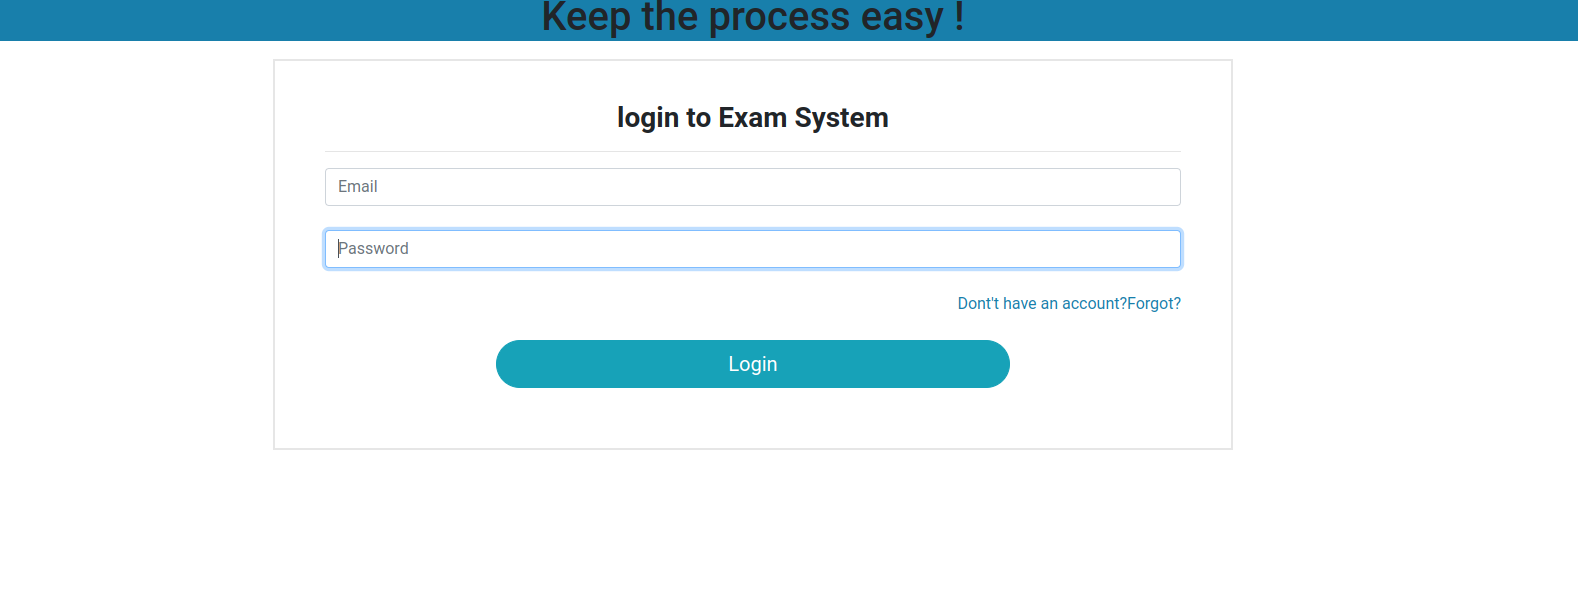 Keep the process easy !
login to Exam System
Email
Password
Dont't have an account?Forgot?
Login